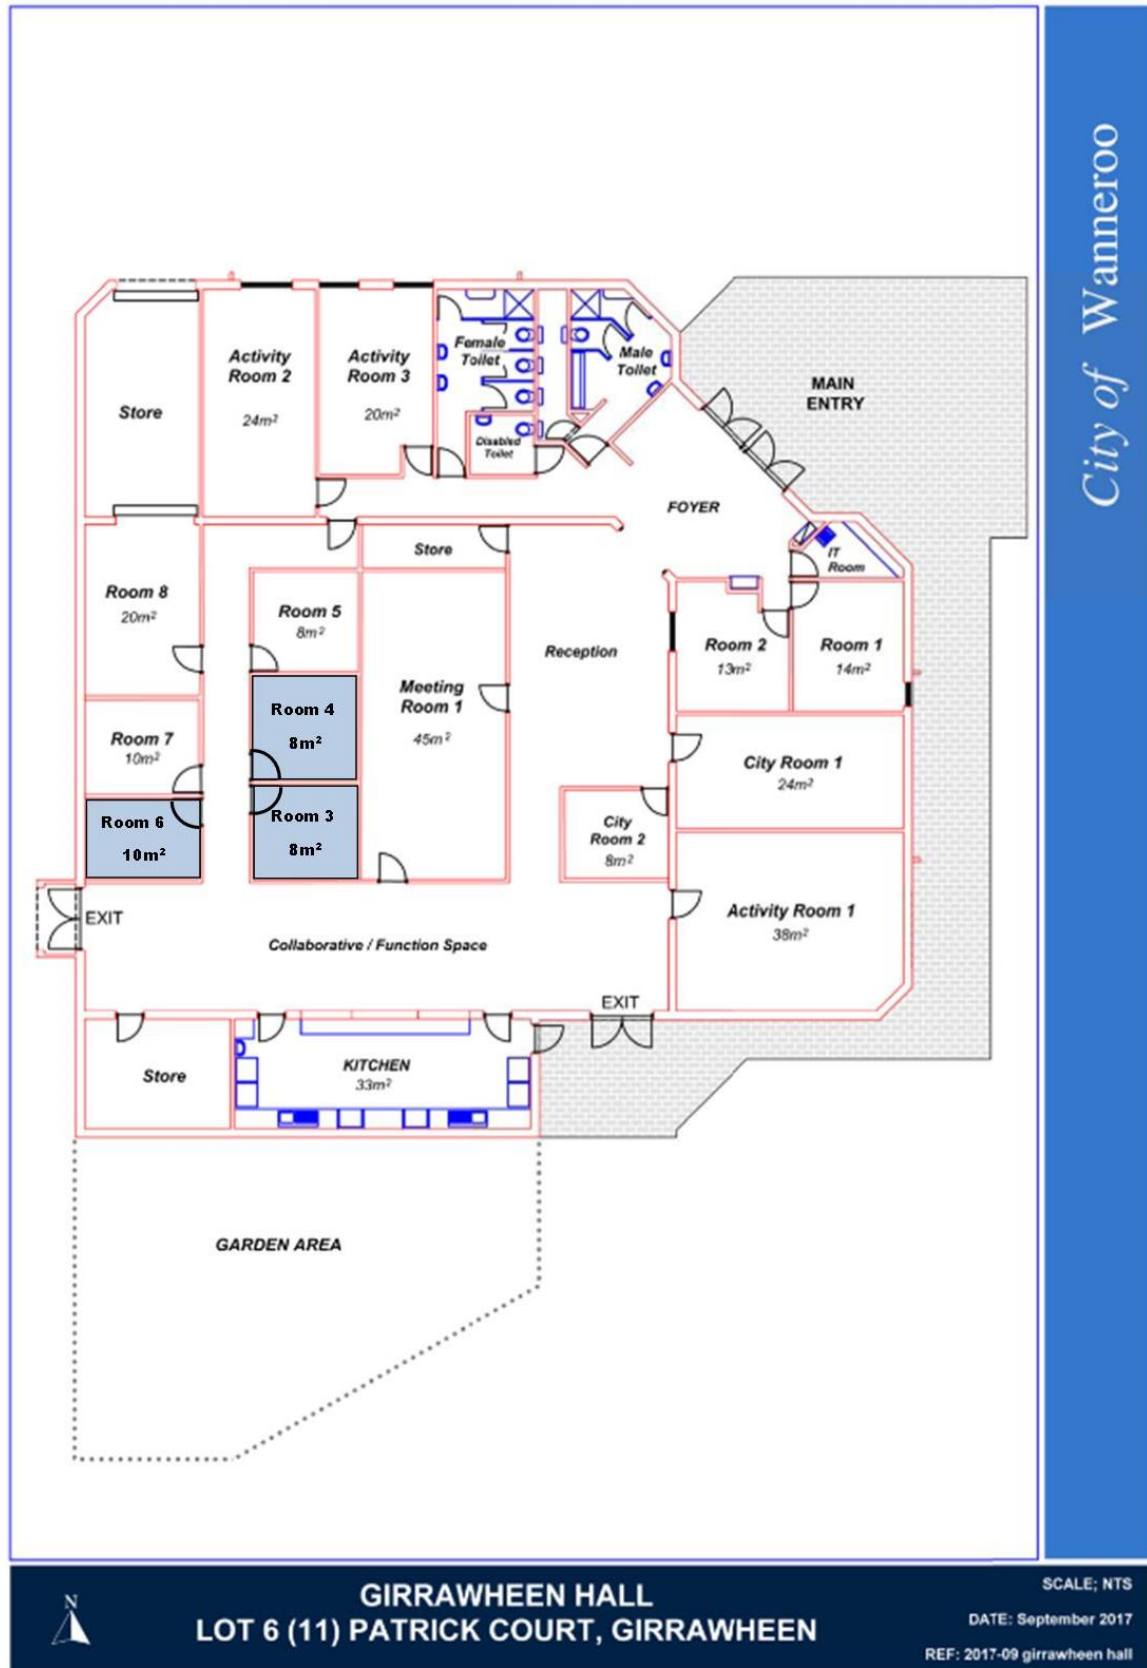 City of Wanneroo
Store
Activity
Room 2
24m²
Activity
Room 3
20m²
Female
Toilet
Disabled
Toilet
Male
Toilet
MAIN
ENTRY
FOYER
IT
Room
Store
Room 8
20m²
Room 5
8m²
Reception
Room 2
13m²
Room 1
14m²
Meeting
Room 1
45m²
Room 4
8m²
Room 7
10m²
City Room 1
24m²
Room 6
10m²
Room 3
8m²
City
Room 2
8m²
EXIT
Activity Room 1
38m²
Collaborative / Function Space
EXIT
Store
KITCHEN
33m²
GARDEN AREA
N
GIRRAWHEEN HALL
LOT 6 (11) PATRICK COURT, GIRRAWHEEN
SCALE; NTS
DATE: September 2017
REF: 2017-09 girrawheen hall